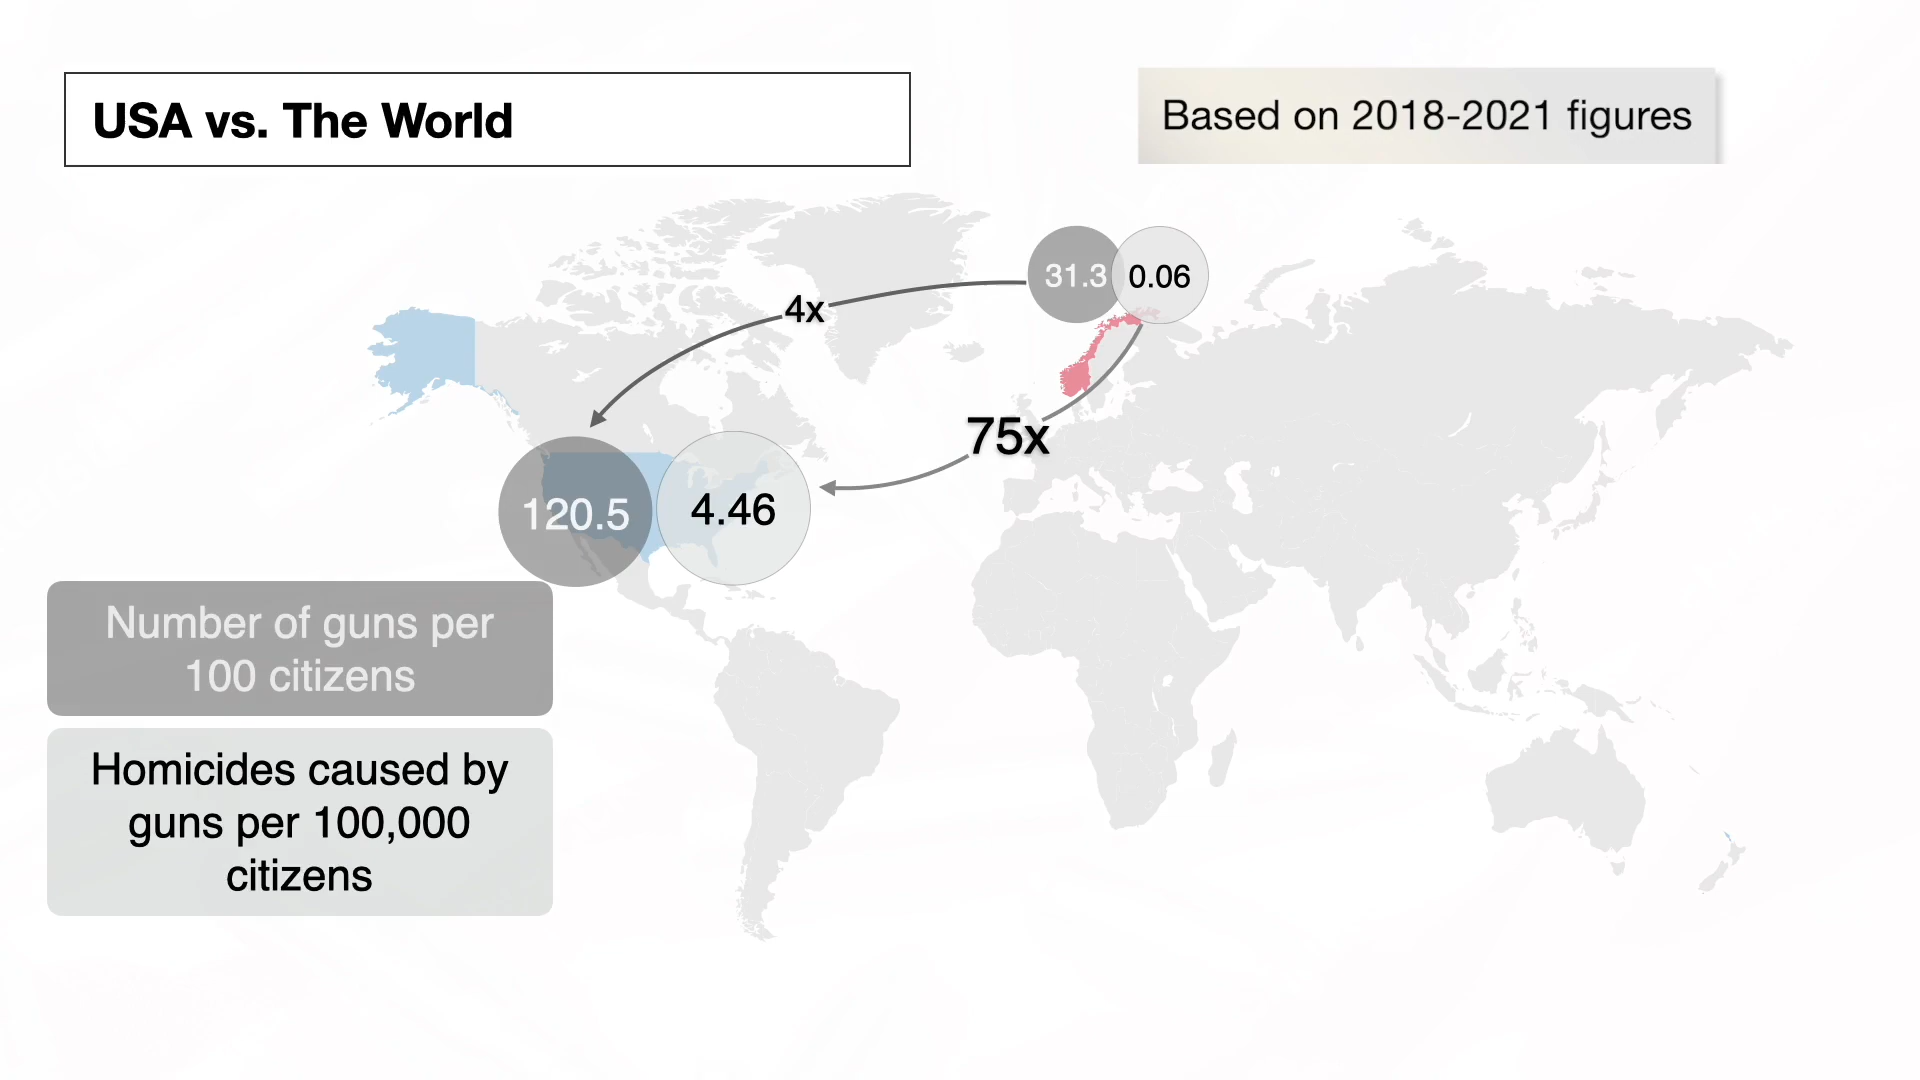 USA vs. The World
Based on 2018-2021 figures
31.3
0.06
4x
75x
120.5
4.46
Number of guns per
100 citizens
Homicides caused by
guns per 100,000
citizens